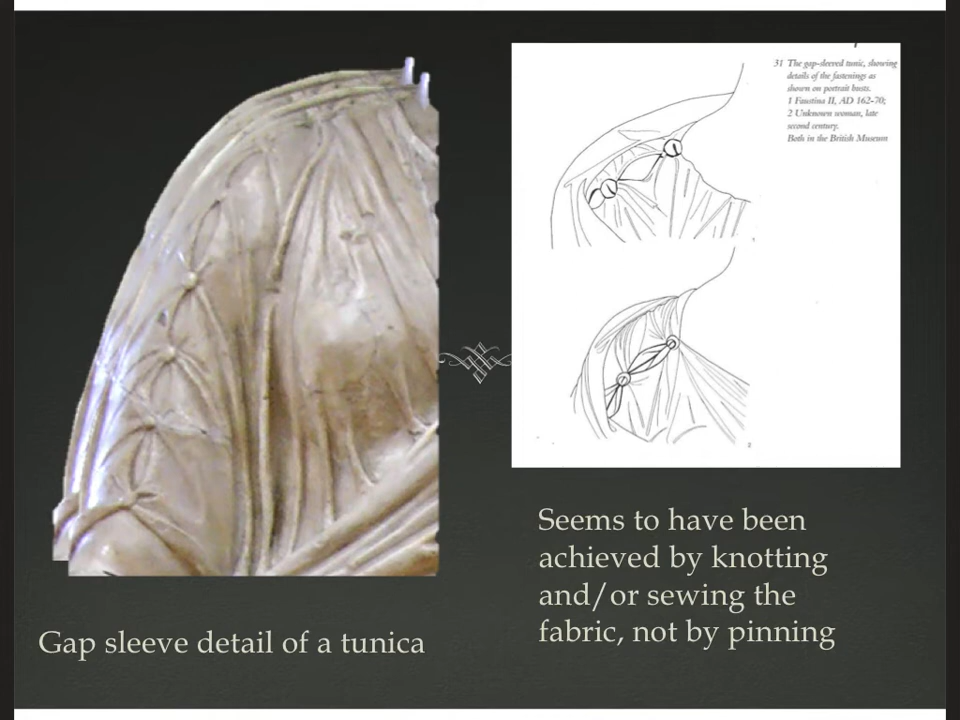 31 The gap-sleeved tunic, showing
details of the fastenings as
shown on portrait busts.
1 Faustina II, AD 162-70;
2 Unknown woman, late
second century.
Both in the British Museum
1
2
Seems to have been
achieved by knotting
and/or sewing the
fabric, not by pinning
Gap sleeve detail of a tunica